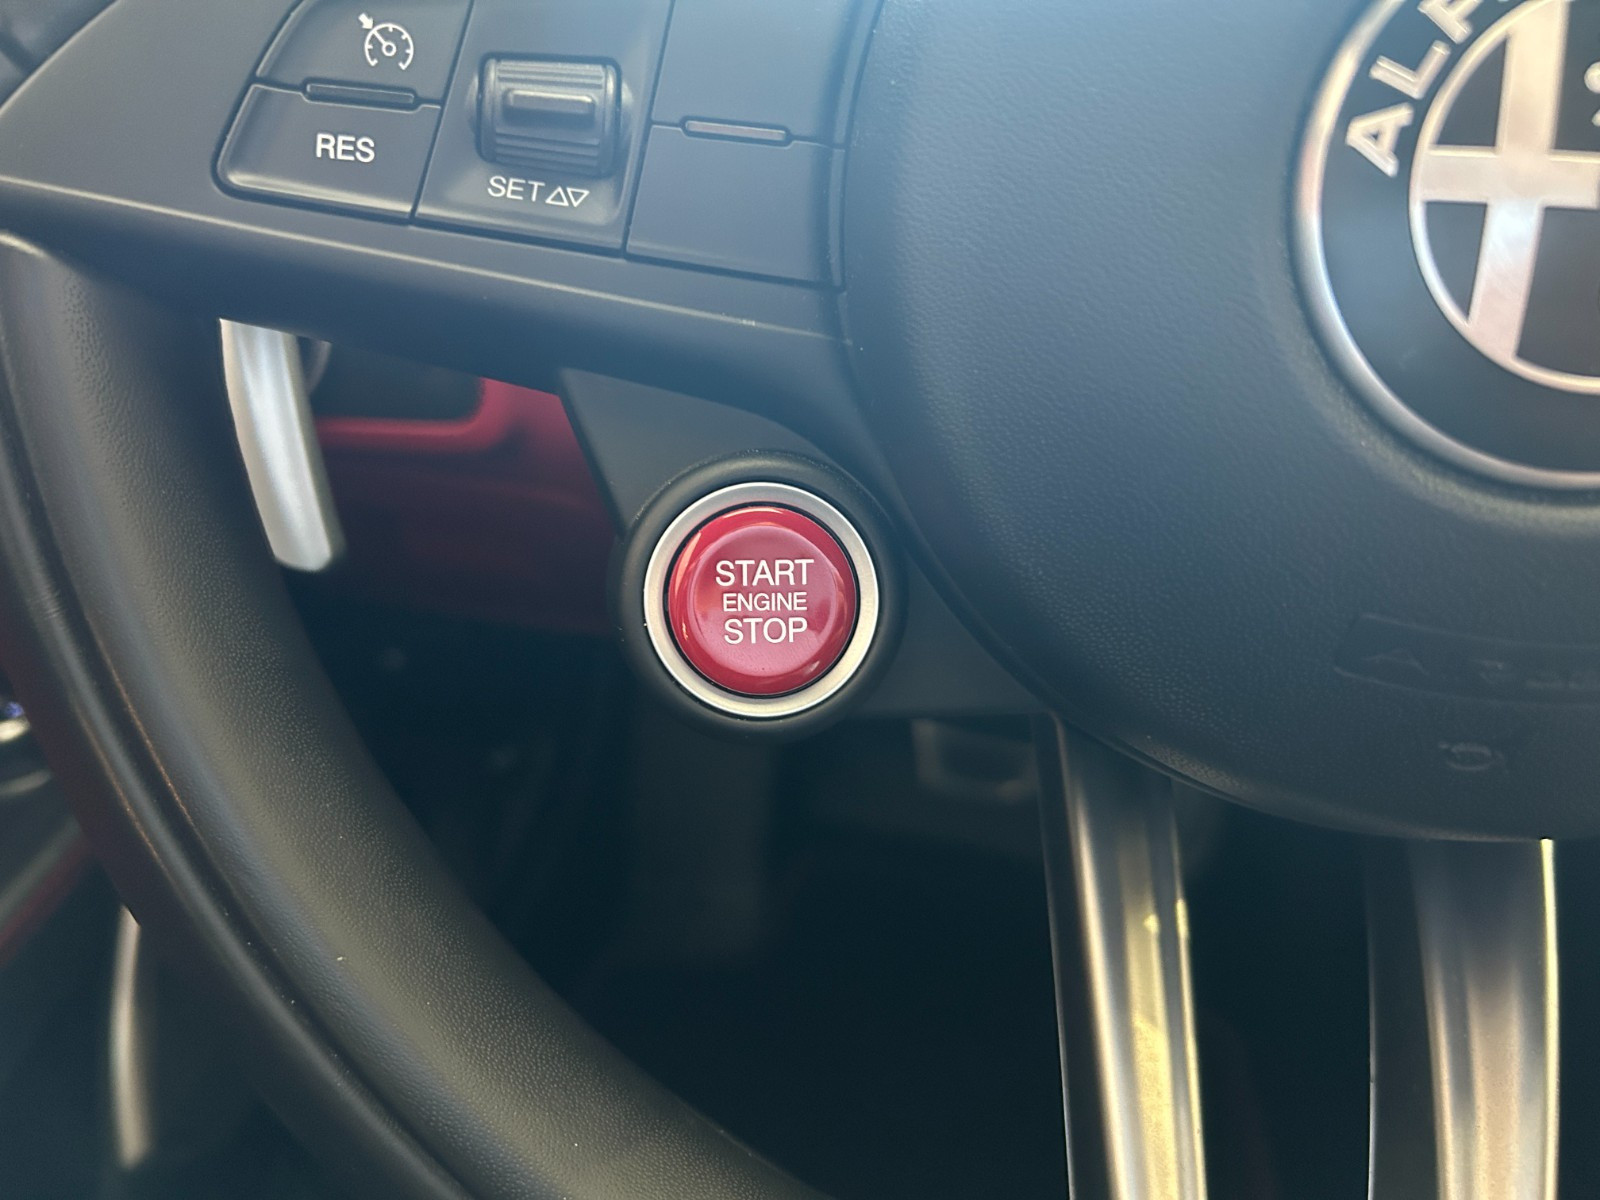 RES
SET
START
ENGINE
STOP